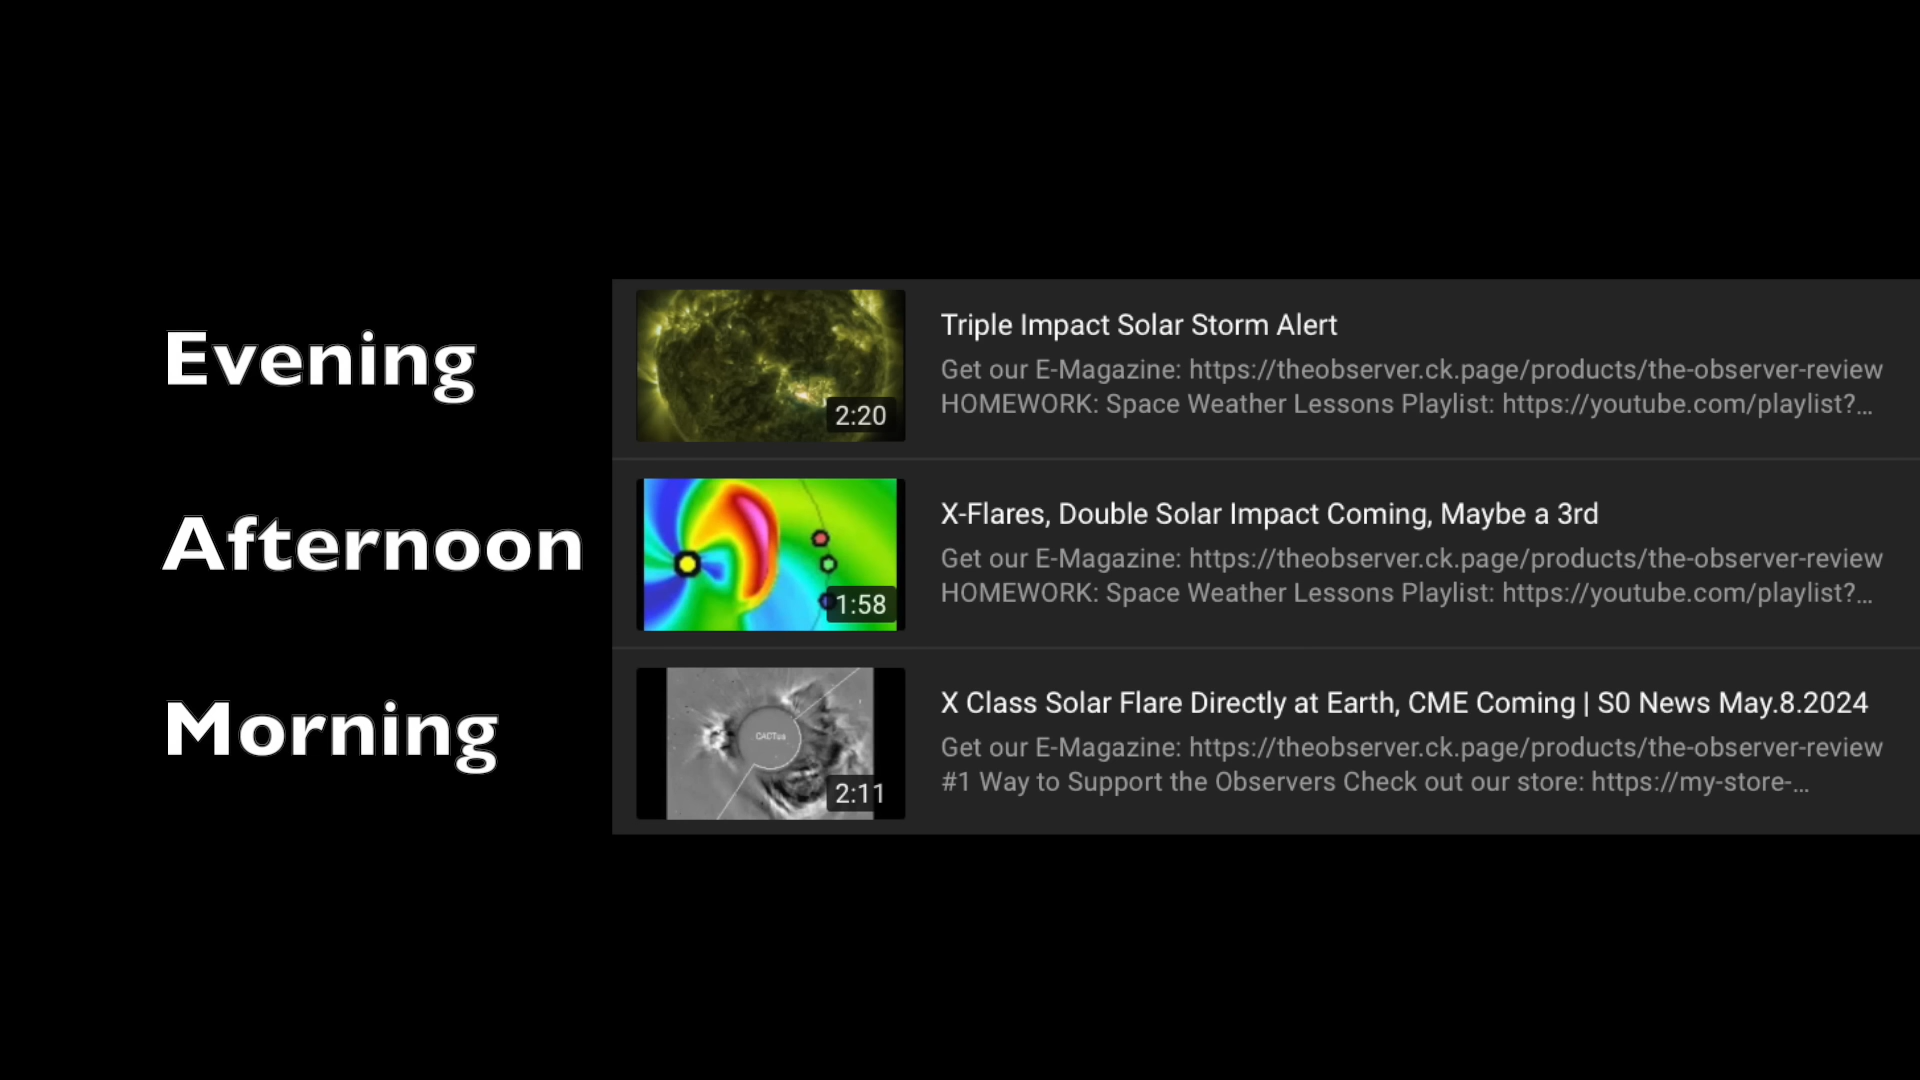 Evening
2:20
Triple Impact Solar Storm Alert
Get our E-Magazine: https://theobserver.ck.page/products/the-observer-review
HOMEWORK: Space Weather Lessons Playlist: https://youtube.com/playlist?...
Afternoon
1:58
X-Flares, Double Solar Impact Coming, Maybe a 3rd
Get our E-Magazine: https://theobserver.ck.page/products/the-observer-review
HOMEWORK: Space Weather Lessons Playlist: https://youtube.com/playlist?...
Morning
CACTus
2:11
X Class Solar Flare Directly at Earth, CME Coming | S0 News May.8.2024
Get our E-Magazine: https://theobserver.ck.page/products/the-observer-review
#1 Way to Support the Observers Check out our store: https://my-store-...